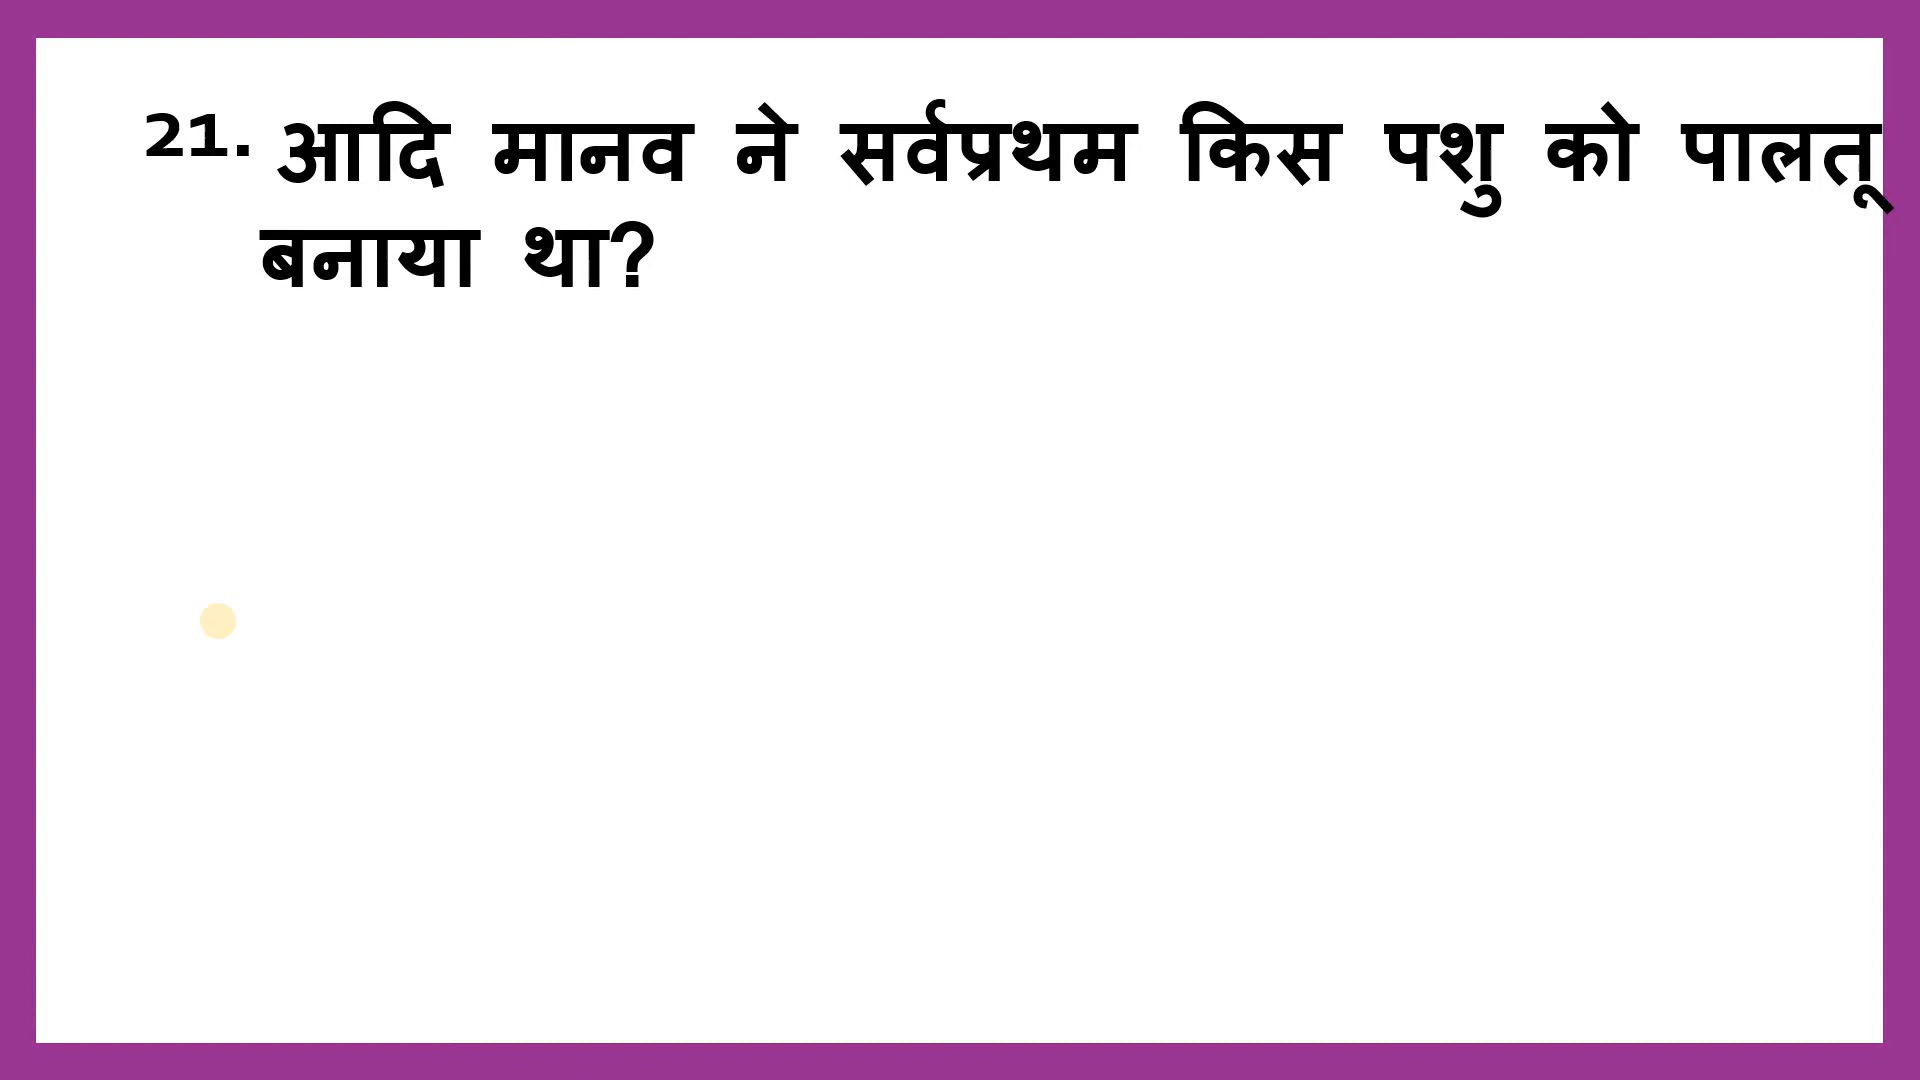 21. आदि मानव ने सर्वप्रथम किस पशु को पालतू
बनाया था?